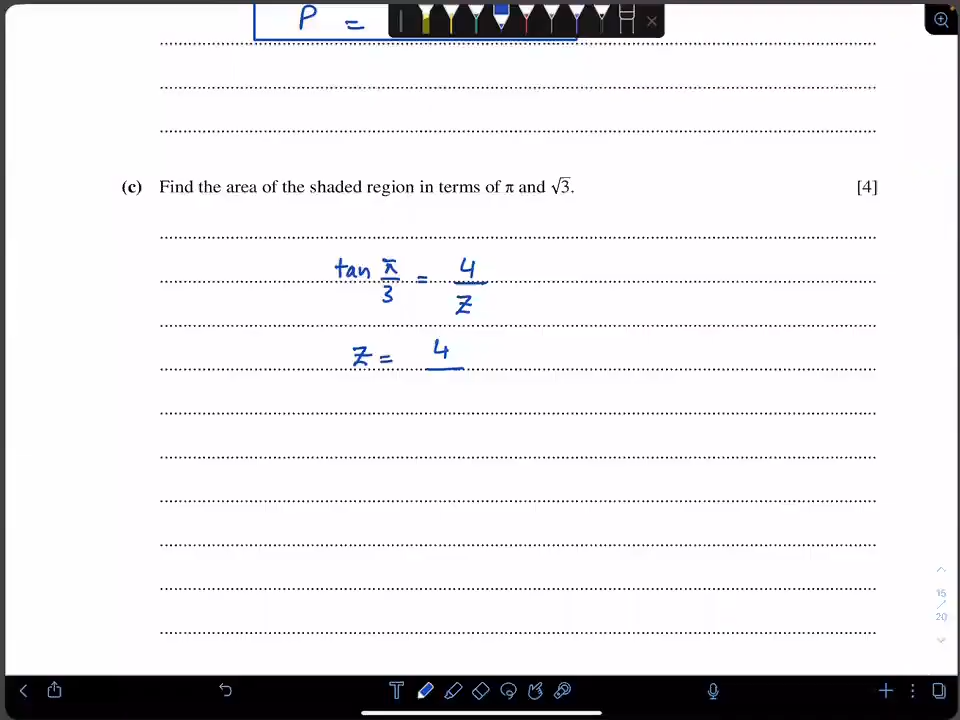 P =
(c) Find the area of the shaded region in terms of π and √3. [4]
tan π/3 = 4/z
z = 4
15
/
20
T